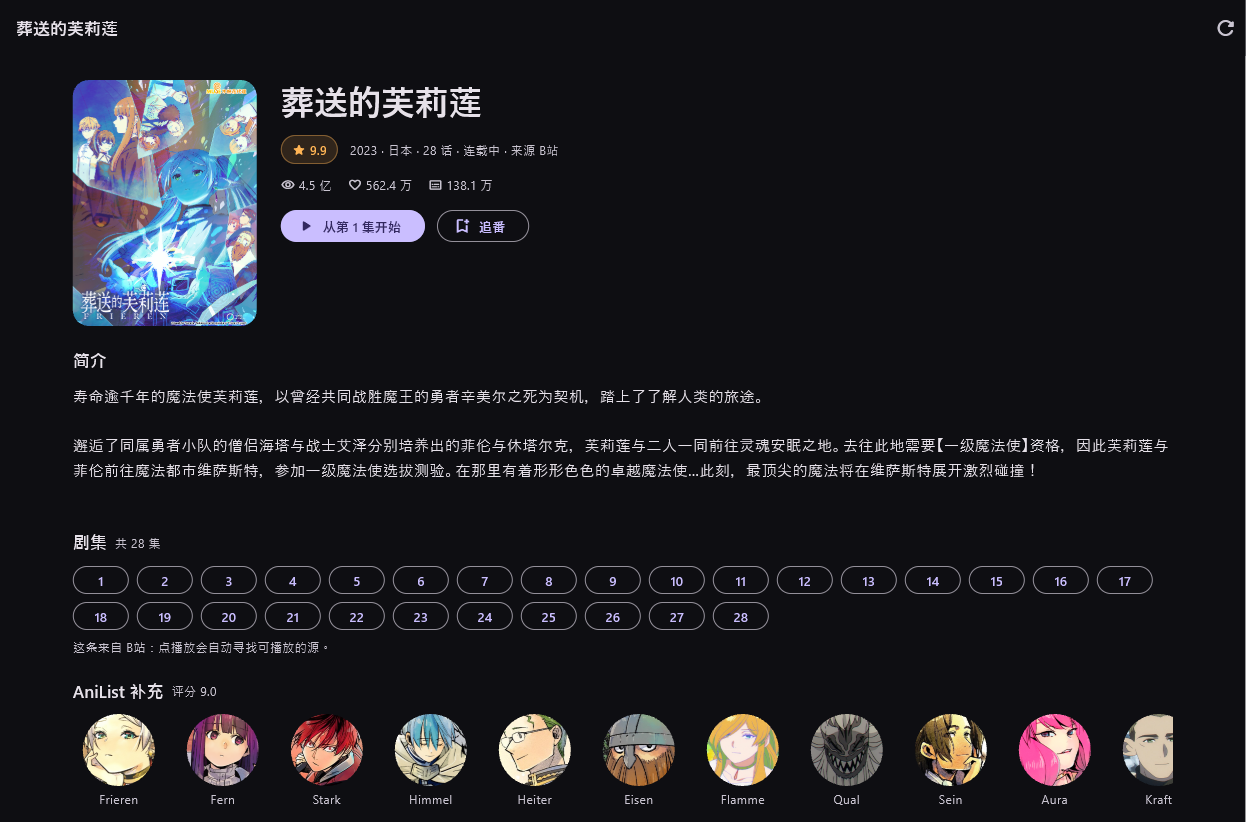 葬送的芙莉莲
葬送的芙莉莲
FRIEREN
葬送的芙莉莲
9.9 2023 · 日本 · 28 话 · 连载中 · 来源 B站
4.5 亿 562.4 万 138.1 万
从第 1 集开始 追番
简介
寿命逾千年的魔法使芙莉莲，以曾经共同战胜魔王的勇者辛美尔之死为契机，踏上了了解人类的旅途。
邂逅了同属勇者小队的僧侣海塔与战士艾泽分别培养出的菲伦与休塔尔克，芙莉莲与二人一同前往灵魂安眠之地。去往此地需要【一级魔法使】资格，因此芙莉莲与
菲伦前往魔法都市维萨斯特，参加一级魔法使选拔测验。在那里有着形形色色的卓越魔法使...此刻，最顶尖的魔法将在维萨斯特展开激烈碰撞！
剧集 共 28 集
1 2 3 4 5 6 7 8 9 10 11 12 13 14 15 16 17
18 19 20 21 22 23 24 25 26 27 28
这条来自 B站：点播放会自动寻找可播放的源。
AniList 补充 评分 9.0
Frieren Fern Stark Himmel Heiter Eisen Flamme Qual Sein Aura Kraft